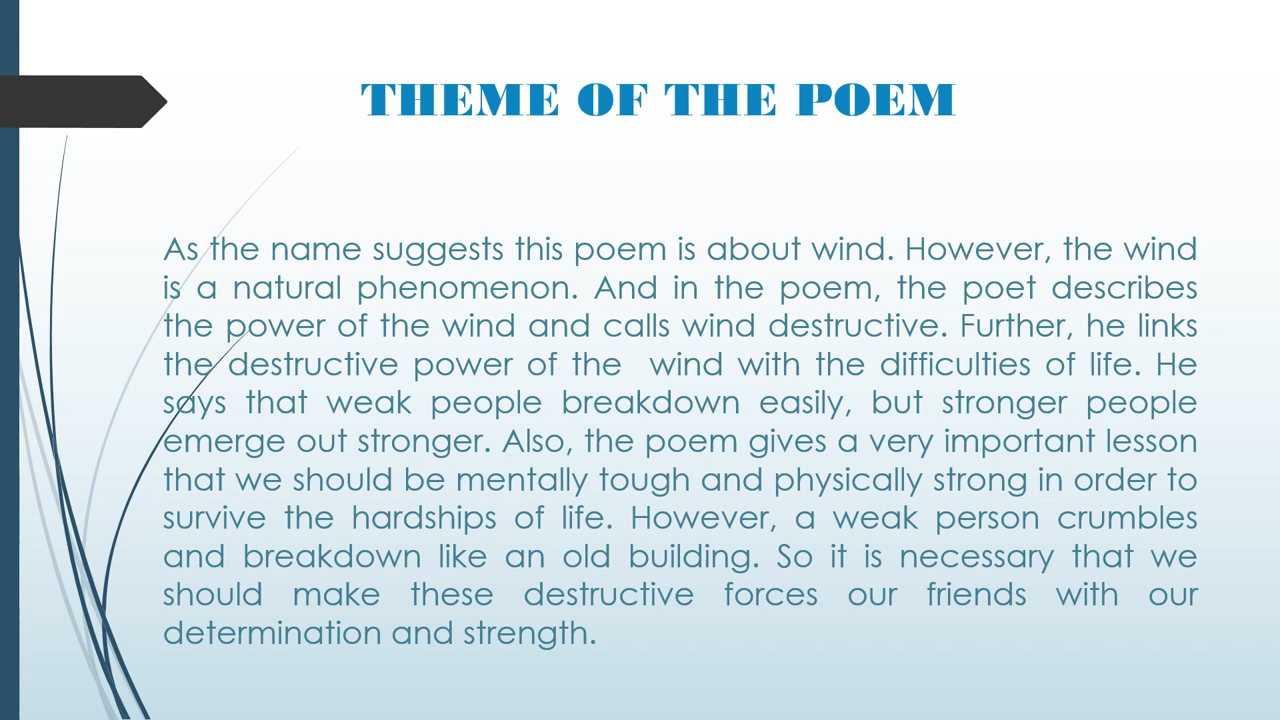 THEME OF THE POEM
As the name suggests this poem is about wind. However, the wind
is a natural phenomenon. And in the poem, the poet describes
the power of the wind and calls wind destructive. Further, he links
the destructive power of the  wind with the difficulties of life. He
says that weak people breakdown easily, but stronger people
emerge out stronger. Also, the poem gives a very important lesson
that we should be mentally tough and physically strong in order to
survive the hardships of life. However, a weak person crumbles
and breakdown like an old building. So it is necessary that we
should make these destructive forces our friends with our
determination and strength.